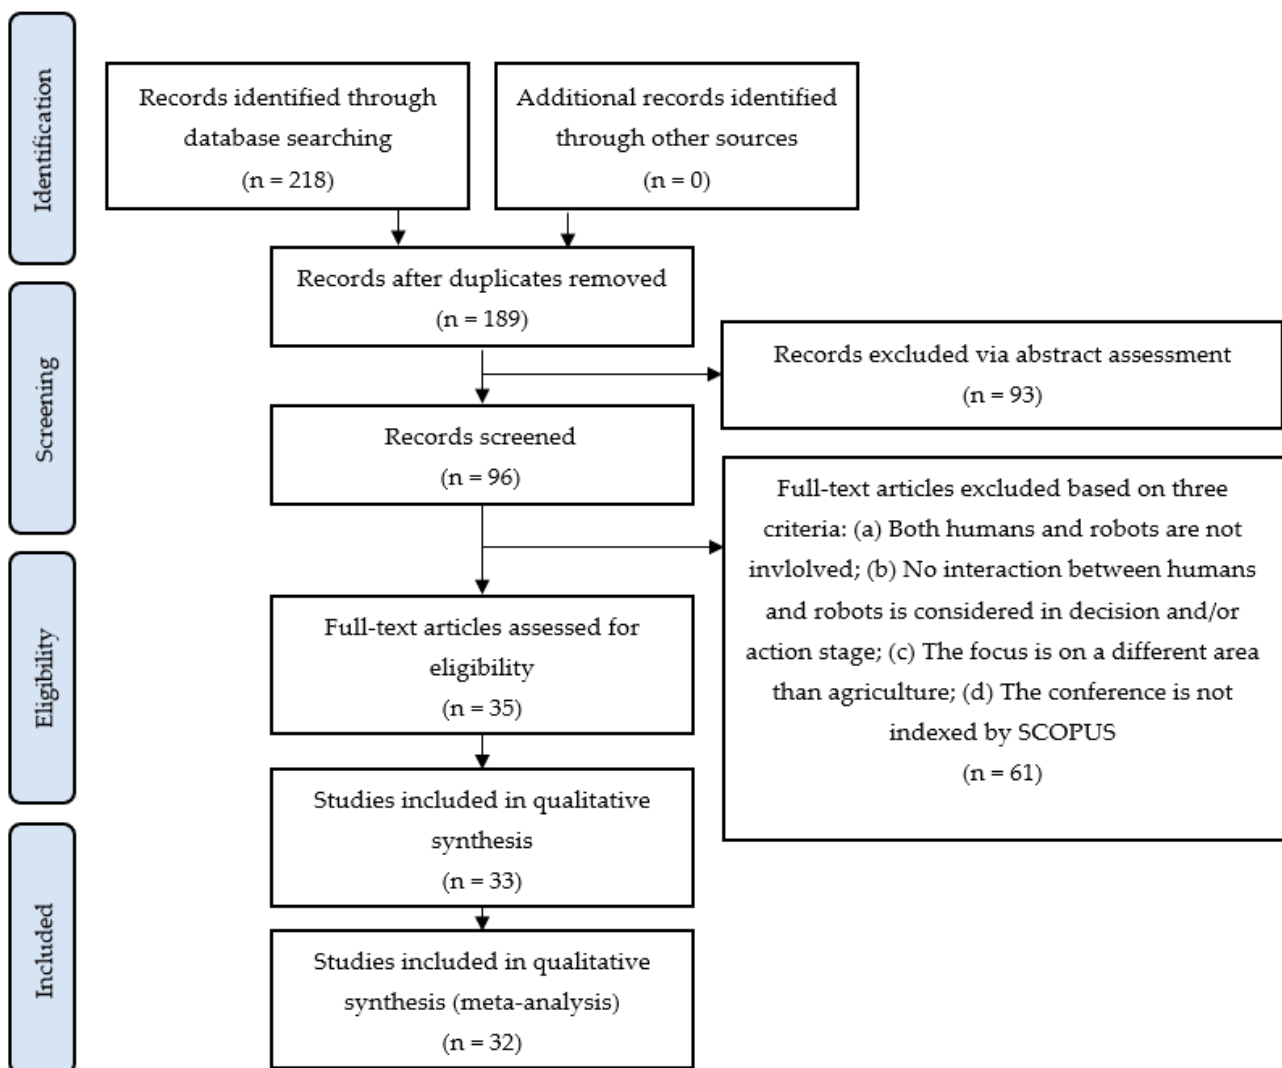 Identification
Records identified through
database searching
(n = 218)
Additional records identified
through other sources
(n = 0)
Records after duplicates removed
(n = 189)
Screening
Records excluded via abstract assessment
(n = 93)
Records screened
(n = 96)
Full-text articles excluded based on three
criteria: (a) Both humans and robots are not
invlolved; (b) No interaction between humans
and robots is considered in decision and/or
action stage; (c) The focus is on a different area
than agriculture; (d) The conference is not
indexed by SCOPUS
(n = 61)
Eligibility
Full-text articles assessed for
eligibility
(n = 35)
Studies included in qualitative
synthesis
(n = 33)
Included
Studies included in qualitative
synthesis (meta-analysis)
(n = 32)